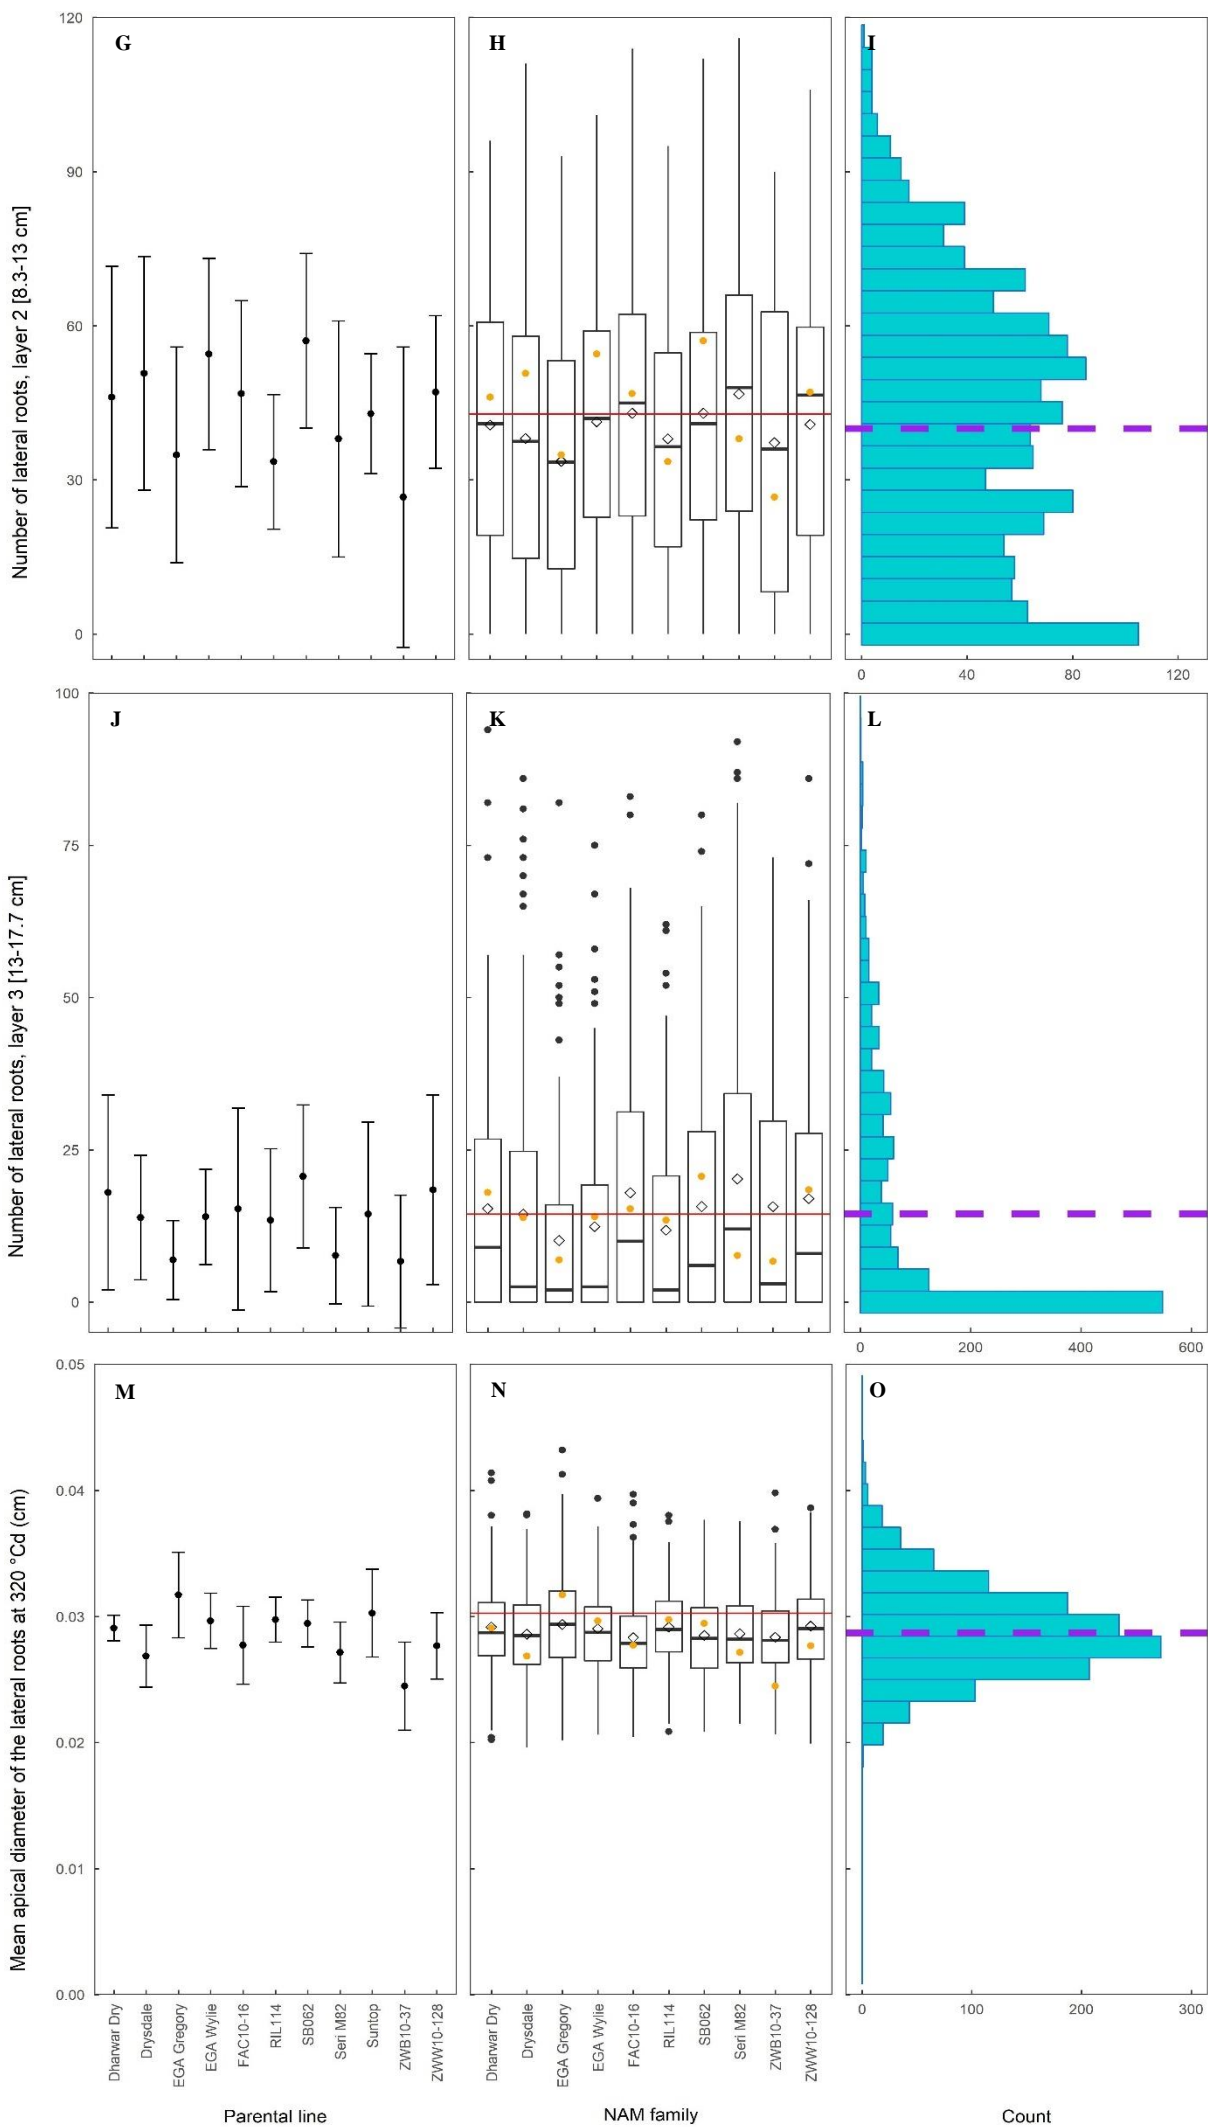 G
H
I
Number of lateral roots, layer 2 [8.3-13 cm]
120
90
60
30
0
0
40
80
120
J
K
L
Number of lateral roots, layer 3 [13-17.7 cm]
100
75
50
25
0
0
200
400
600
M
N
O
Mean apical diameter of the lateral roots at 320 °Cd (cm)
0.05
0.04
0.03
0.02
0.01
0.00
Dharwar Dry
Drysdale
EGA Gregory
EGA Wylie
FAC10-16
RIL114
SB062
Seri M82
Suntop
ZWB10-37
ZWW10-128
Dharwar Dry
Drysdale
EGA Gregory
EGA Wylie
FAC10-16
RIL114
SB062
Seri M82
ZWB10-37
ZWW10-128
0
100
200
300
Parental line
NAM family
Count